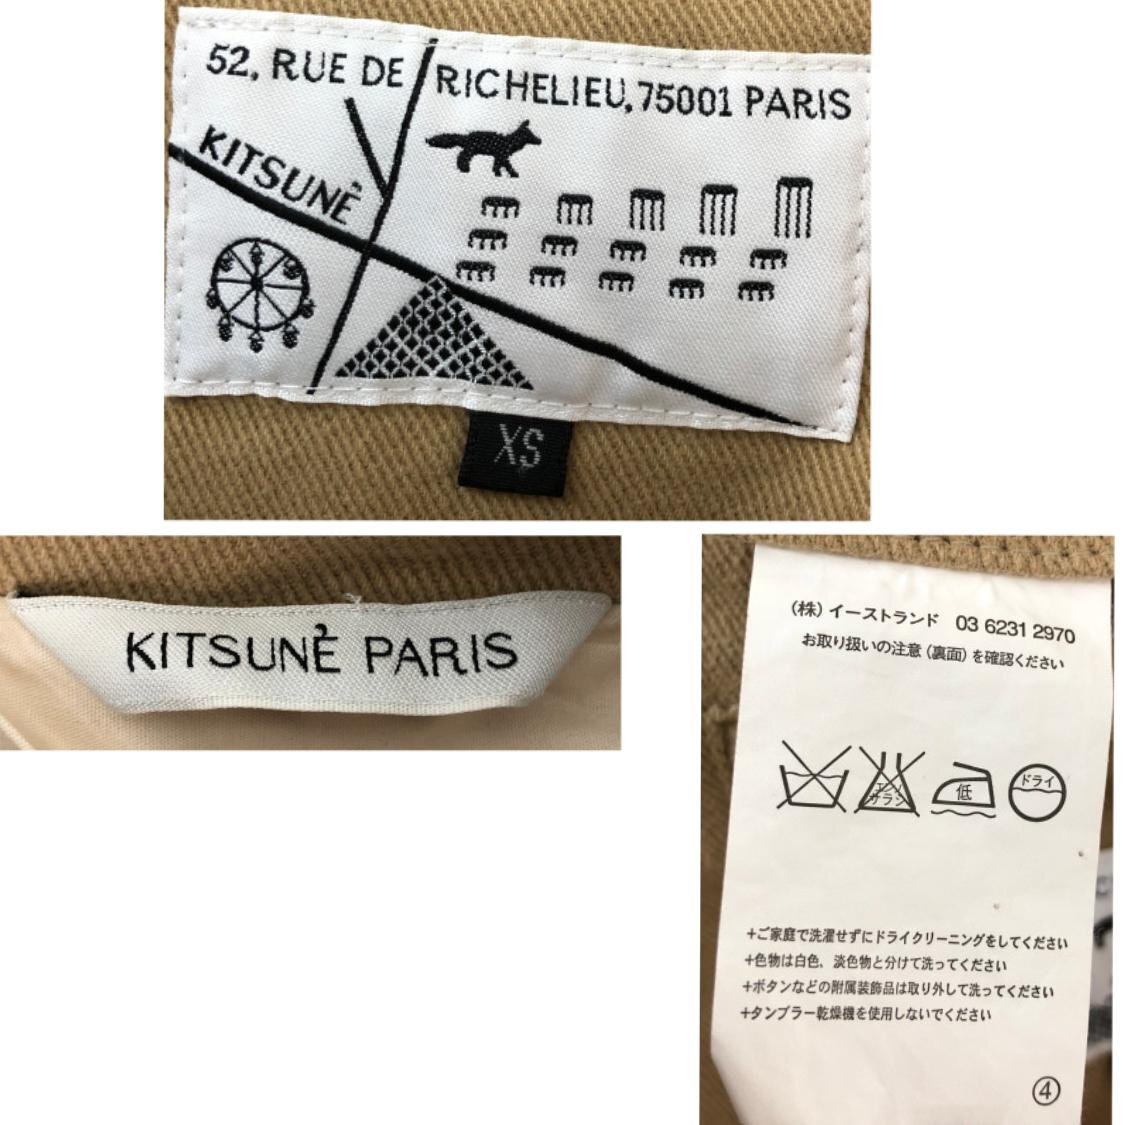 52, RUE DE RICHELIEU, 75001 PARIS
KITSUNÈ
XS
KITSUNÈ PARIS
(株) イーストランド 03 6231 2970
お取り扱いの注意 (裏面) を確認ください
エンソサラシ
低
ドライ
+ご家庭で洗濯せずにドライクリーニングをしてください
+色物は白色、淡色物と分けて洗ってください
+ボタンなどの附属装飾品は取り外して洗ってください
+タンブラー乾燥機を使用しないでください
④